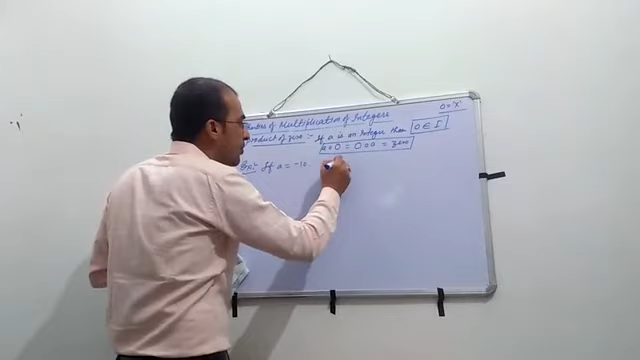 0 = X
of Multiplication of Integers
product of zero :- If a is an Integer then 0 ∈ I
a × 0 = 0 × a = zero
Ex:- If a = -10